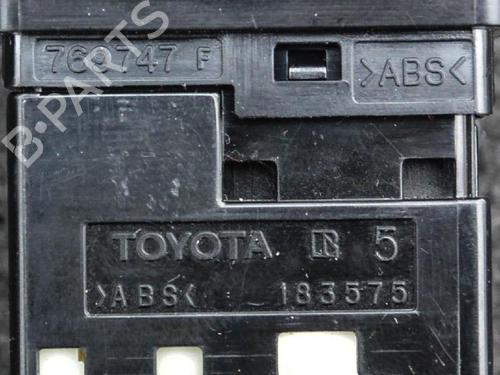 769747 F
>ABS<
B-PARTS
TOYOTA 5
>ABS< 183575